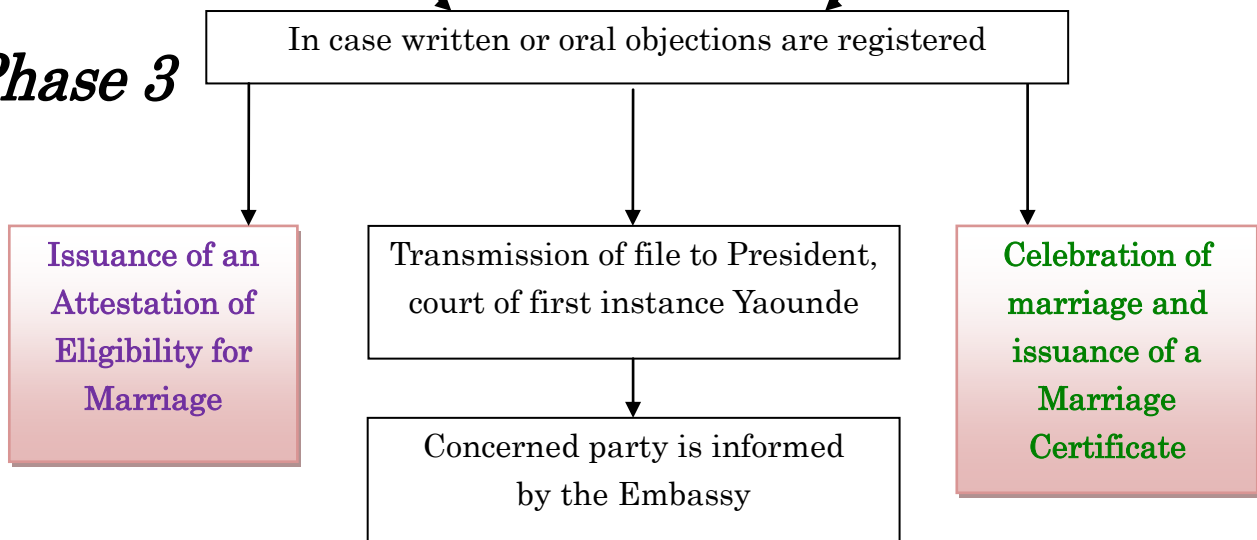 In case written or oral objections are registered
Phase 3
Issuance of an
Attestation of
Eligibility for
Marriage
Transmission of file to President,
court of first instance Yaounde
Concerned party is informed
by the Embassy
Celebration of
marriage and
issuance of a
Marriage
Certificate